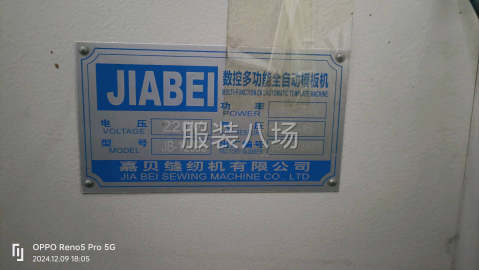 JIABEI
数控多功能全自动模板机
MULTI-FUNCTION CNC AUTOMATIC TEMPLATE MACHINE
功 率
POWER
电 压
VOLTAGE
型 号
MODEL
服装八场
嘉贝缝纫机有限公司
JIA BEI SEWING MACHINE CO. LTD
OPPO Reno5 Pro 5G
2024.12.09 18:05